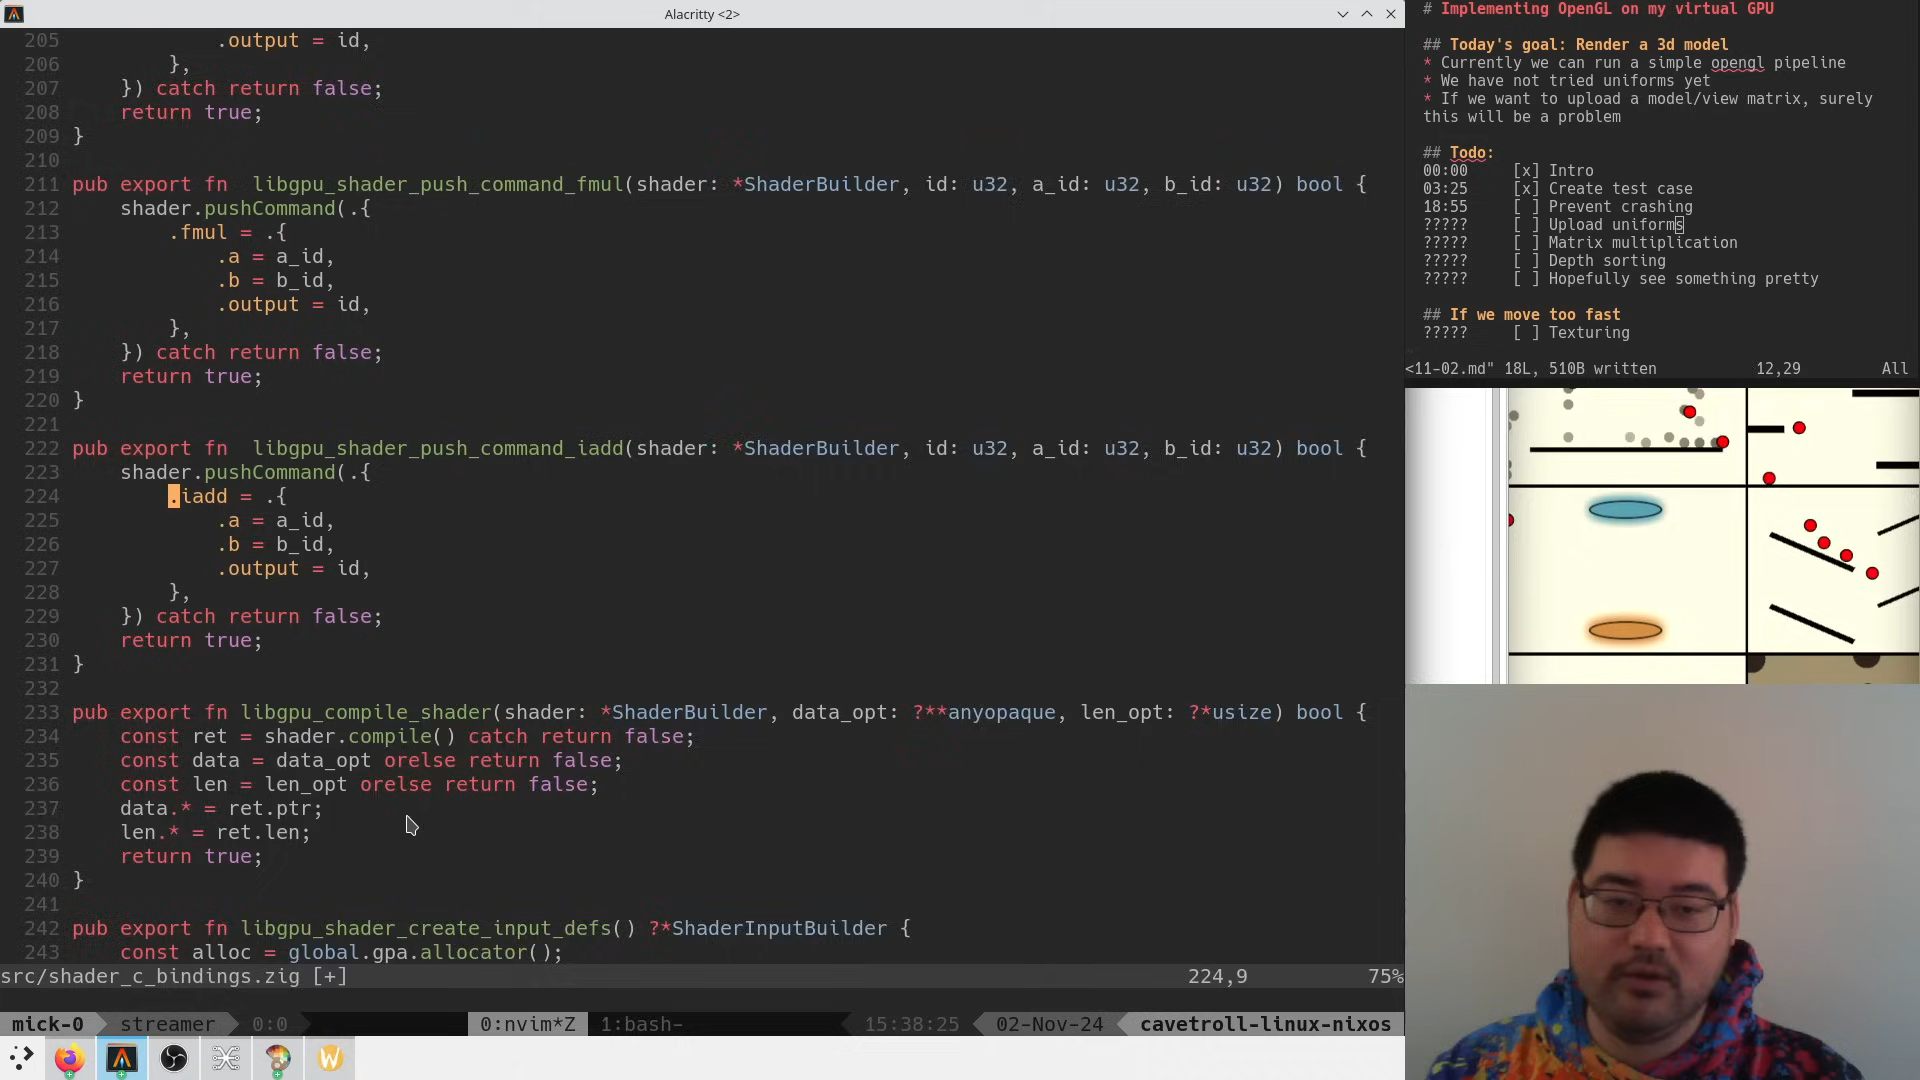 Alacritty <2>
205 .output = id,
206 },
207 }) catch return false;
208 return true;
209 }
210
211 pub export fn  libgpu_shader_push_command_fmul(shader: *ShaderBuilder, id: u32, a_id: u32, b_id: u32) bool {
212 shader.pushCommand(.{
213 .fmul = .{
214 .a = a_id,
215 .b = b_id,
216 .output = id,
217 },
218 }) catch return false;
219 return true;
220 }
221
222 pub export fn  libgpu_shader_push_command_iadd(shader: *ShaderBuilder, id: u32, a_id: u32, b_id: u32) bool {
223 shader.pushCommand(.{
224 .iadd = .{
225 .a = a_id,
226 .b = b_id,
227 .output = id,
228 },
229 }) catch return false;
230 return true;
231 }
232
233 pub export fn libgpu_compile_shader(shader: *ShaderBuilder, data_opt: ?**anyopaque, len_opt: ?*usize) bool {
234 const ret = shader.compile() catch return false;
235 const data = data_opt orelse return false;
236 const len = len_opt orelse return false;
237 data.* = ret.ptr;
238 len.* = ret.len;
239 return true;
240 }
241
242 pub export fn libgpu_shader_create_input_defs() ?*ShaderInputBuilder {
243 const alloc = global.gpa.allocator();
src/shader_c_bindings.zig [+] 224,9 75%
mick-0 streamer 0:0 0:nvim*Z 1:bash- 15:38:25 02-Nov-24 cavetroll-linux-nixos
# Implementing OpenGL on my virtual GPU
## Today's goal: Render a 3d model
* Currently we can run a simple opengl pipeline
* We have not tried uniforms yet
* If we want to upload a model/view matrix, surely
this will be a problem
## Todo:
00:00 [x] Intro
03:25 [x] Create test case
18:55 [ ] Prevent crashing
????? [ ] Upload uniforms
????? [ ] Matrix multiplication
????? [ ] Depth sorting
????? [ ] Hopefully see something pretty
## If we move too fast
????? [ ] Texturing
<11-02.md" 18L, 510B written 12,29 All